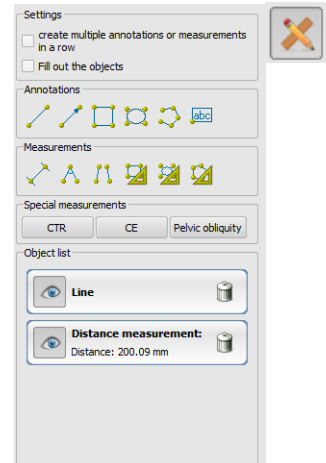 Settings
create multiple annotations or measurements
in a row
Fill out the objects
Annotations
abc
Measurements
Special measurements
CTR CE Pelvic obliquity
Object list
Line
Distance measurement:
Distance: 200.09 mm